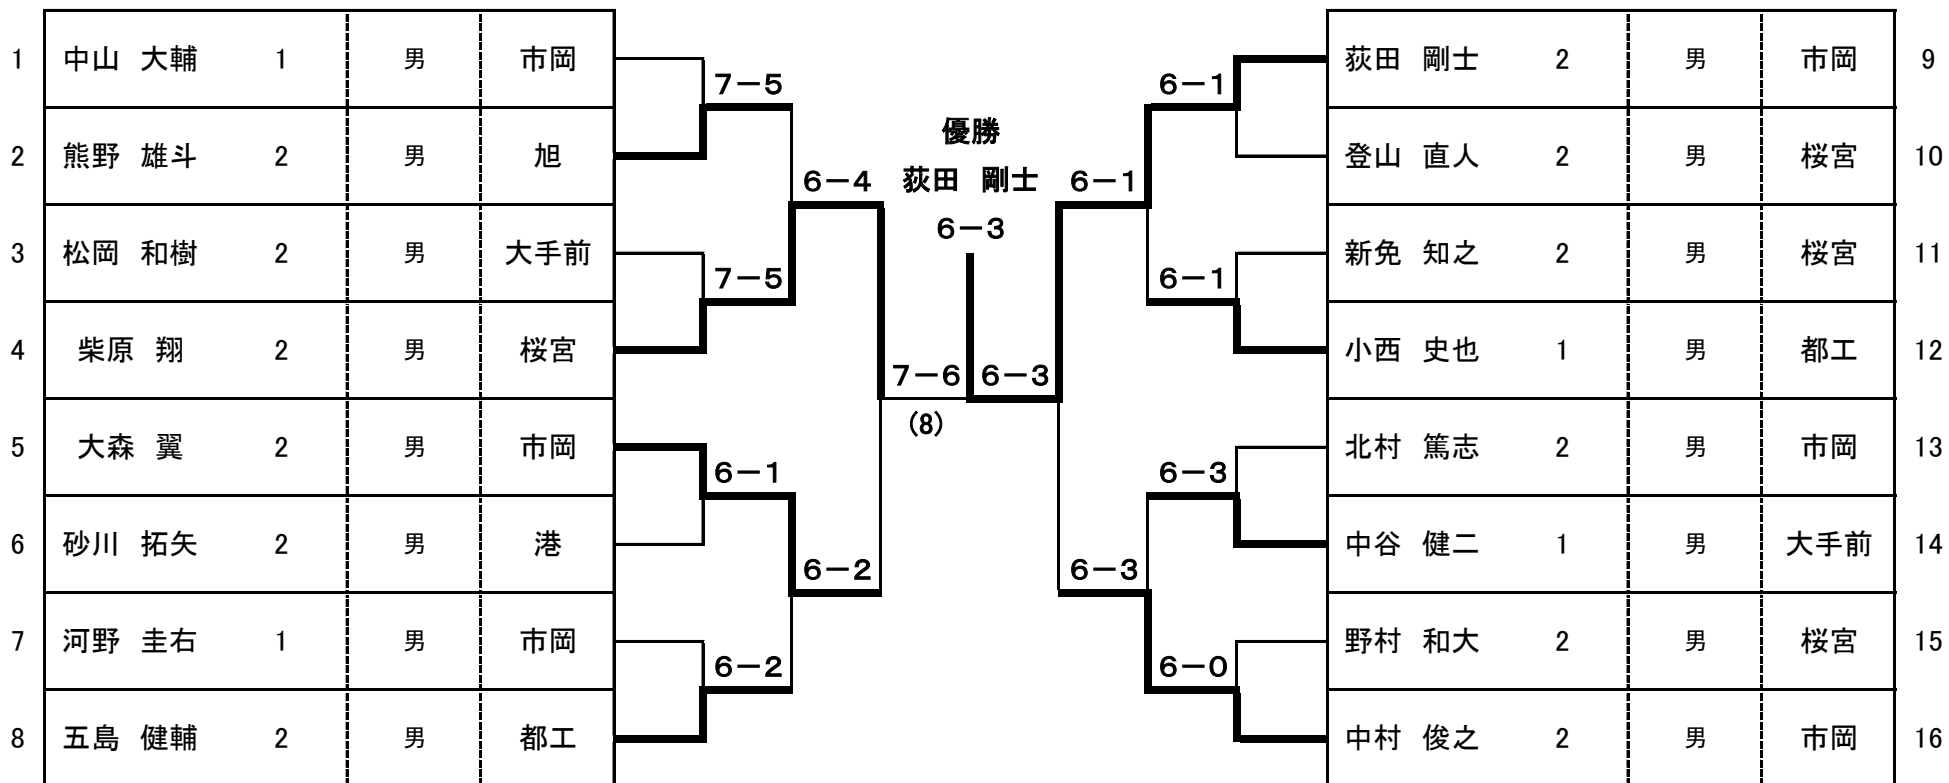 1 中山 大輔 1 男 市岡
2 熊野 雄斗 2 男 旭
3 松岡 和樹 2 男 大手前
4 柴原 翔 2 男 桜宮
5 大森 翼 2 男 市岡
6 砂川 拓矢 2 男 港
7 河野 圭右 1 男 市岡
8 五島 健輔 2 男 都工
7-5
7-5
6-1
6-2
6-4
6-2
7-6
(8)
優勝
荻田 剛士
6-3
6-3
6-1
6-3
6-1
6-1
6-3
6-0
荻田 剛士 2 男 市岡 9
登山 直人 2 男 桜宮 10
新免 知之 2 男 桜宮 11
小西 史也 1 男 都工 12
北村 篤志 2 男 市岡 13
中谷 健二 1 男 大手前 14
野村 和大 2 男 桜宮 15
中村 俊之 2 男 市岡 16